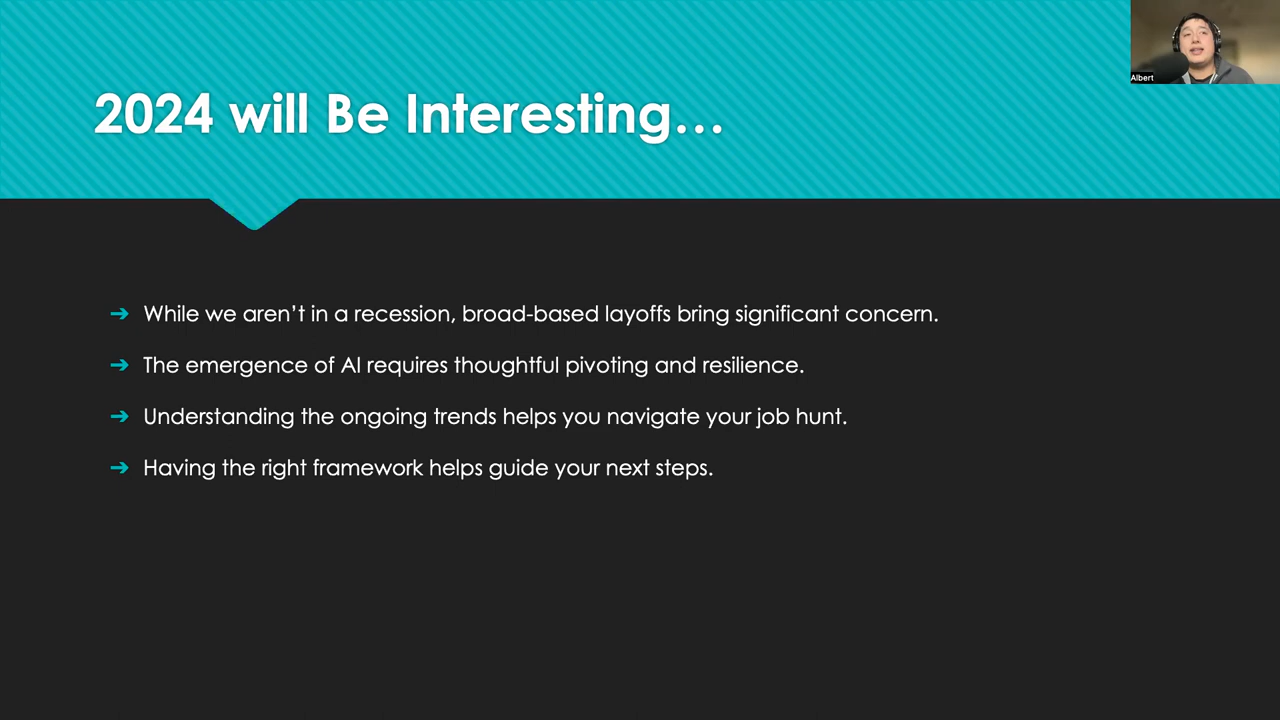 2024 will Be Interesting...
Albert
While we aren’t in a recession, broad-based layoffs bring significant concern.
The emergence of AI requires thoughtful pivoting and resilience.
Understanding the ongoing trends helps you navigate your job hunt.
Having the right framework helps guide your next steps.